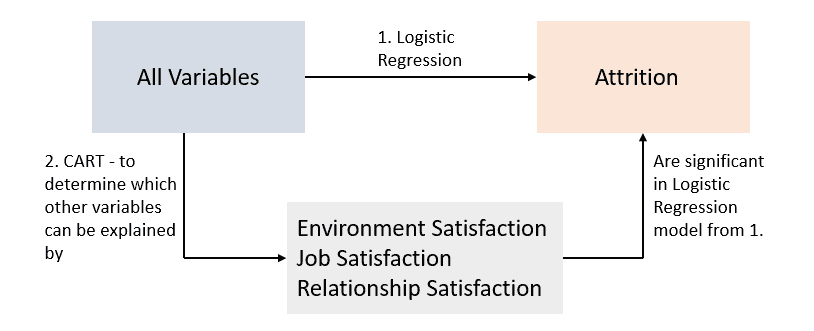 All Variables
1. Logistic
Regression
Attrition
2. CART - to
determine which
other variables
can be explained
by
Environment Satisfaction
Job Satisfaction
Relationship Satisfaction
Are significant
in Logistic
Regression
model from 1.